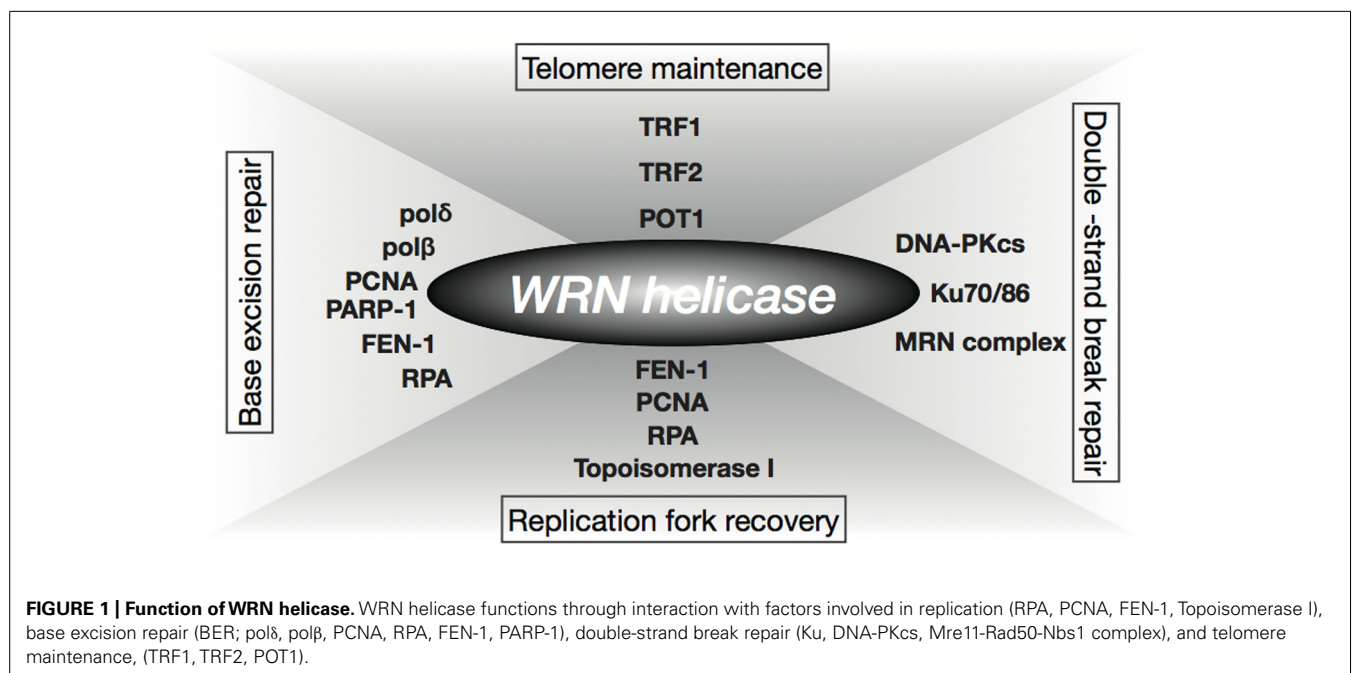 Telomere maintenance
TRF1
TRF2
POT1
Base excision repair
polδ
polβ
PCNA
PARP-1
FEN-1
RPA
WRN helicase
DNA-PKcs
Ku70/86
MRN complex
Double -strand break repair
FEN-1
PCNA
RPA
Topoisomerase I
Replication fork recovery
FIGURE 1 | Function of WRN helicase. WRN helicase functions through interaction with factors involved in replication (RPA, PCNA, FEN-1, Topoisomerase I),
base excision repair (BER; polδ, polβ, PCNA, RPA, FEN-1, PARP-1), double-strand break repair (Ku, DNA-PKcs, Mre11-Rad50-Nbs1 complex), and telomere
maintenance, (TRF1, TRF2, POT1).